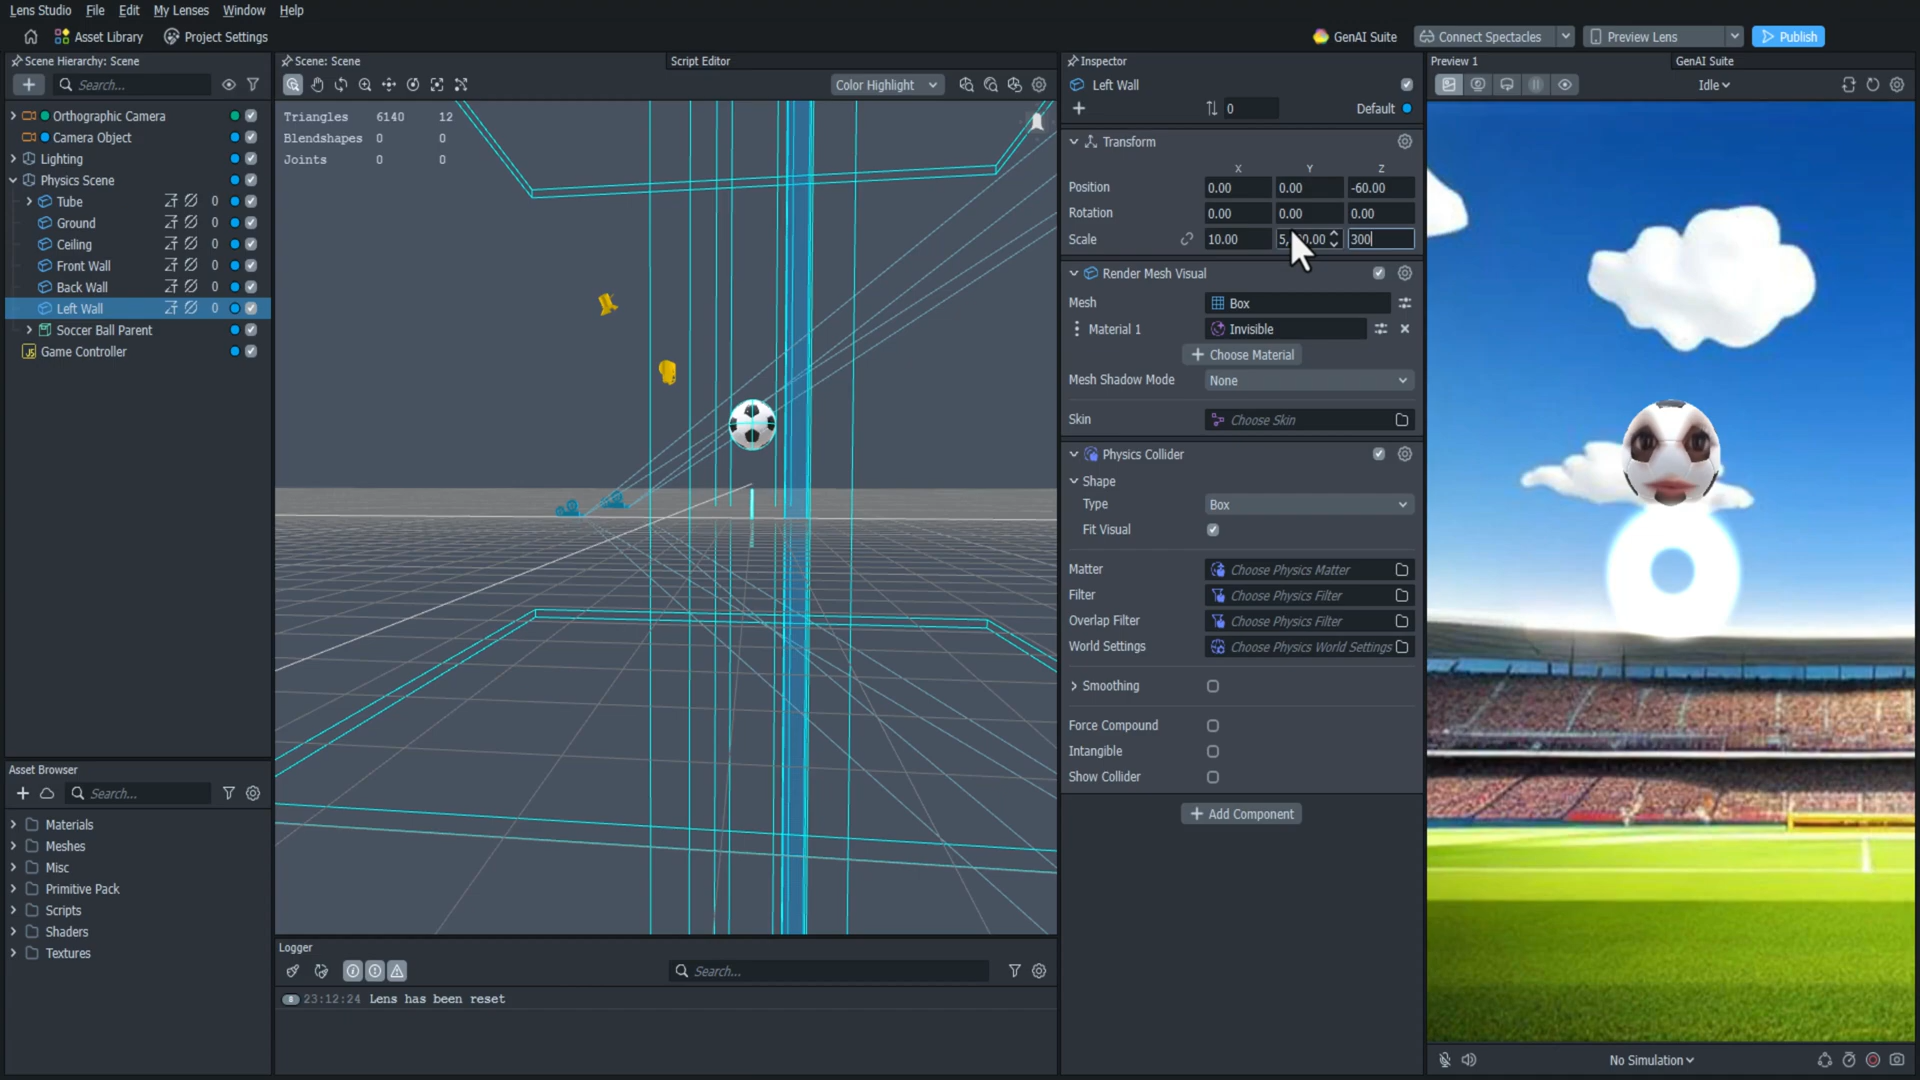 Lens Studio File Edit My Lenses Window Help
Asset Library Project Settings GenAI Suite Connect Spectacles Preview Lens Publish
Scene Hierarchy: Scene
Search...
Orthographic Camera
Camera Object
Lighting
Physics Scene
Tube 0
Ground 0
Ceiling 0
Front Wall 0
Back Wall 0
Left Wall 0
Soccer Ball Parent
Game Controller
Asset Browser
Search...
Materials
Meshes
Misc
Primitive Pack
Scripts
Shaders
Textures
Scene: Scene Script Editor
Color Highlight
Triangles 6140 12
Blendshapes 0 0
Joints 0 0
Logger
Search...
8 23:12:24 Lens has been reset
Inspector
Left Wall
0 Default
Transform
X Y Z
Position 0.00 0.00 -60.00
Rotation 0.00 0.00 0.00
Scale 10.00 300
Render Mesh Visual
Mesh Box
Material 1 Invisible
+ Choose Material
Mesh Shadow Mode None
Skin Choose Skin
Physics Collider
Shape
Type Box
Fit Visual
Matter Choose Physics Matter
Filter Choose Physics Filter
Overlap Filter Choose Physics Filter
World Settings Choose Physics World Settings
Smoothing
Force Compound
Intangible
Show Collider
+ Add Component
Preview 1 GenAI Suite
Idle
No Simulation